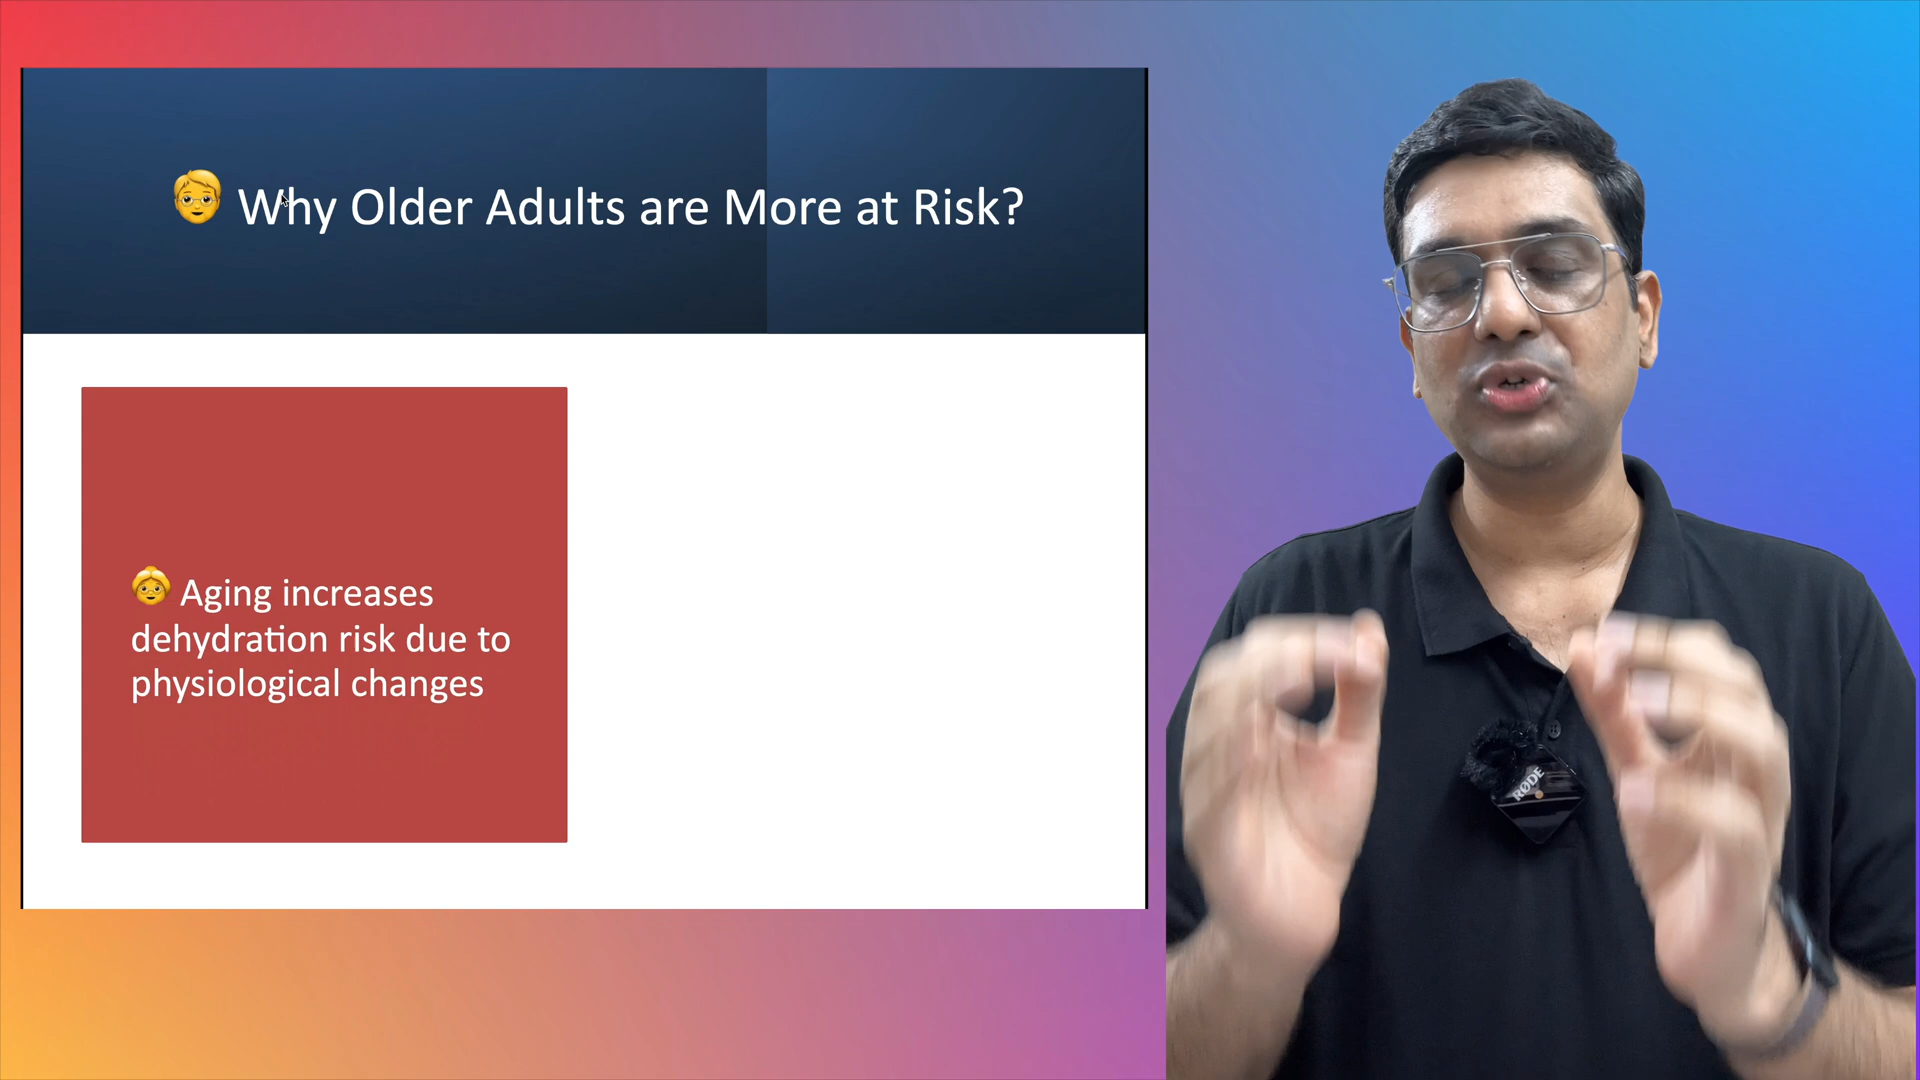 🧓 Why Older Adults are More at Risk?
👵 Aging increases
dehydration risk due to
physiological changes
RØDE